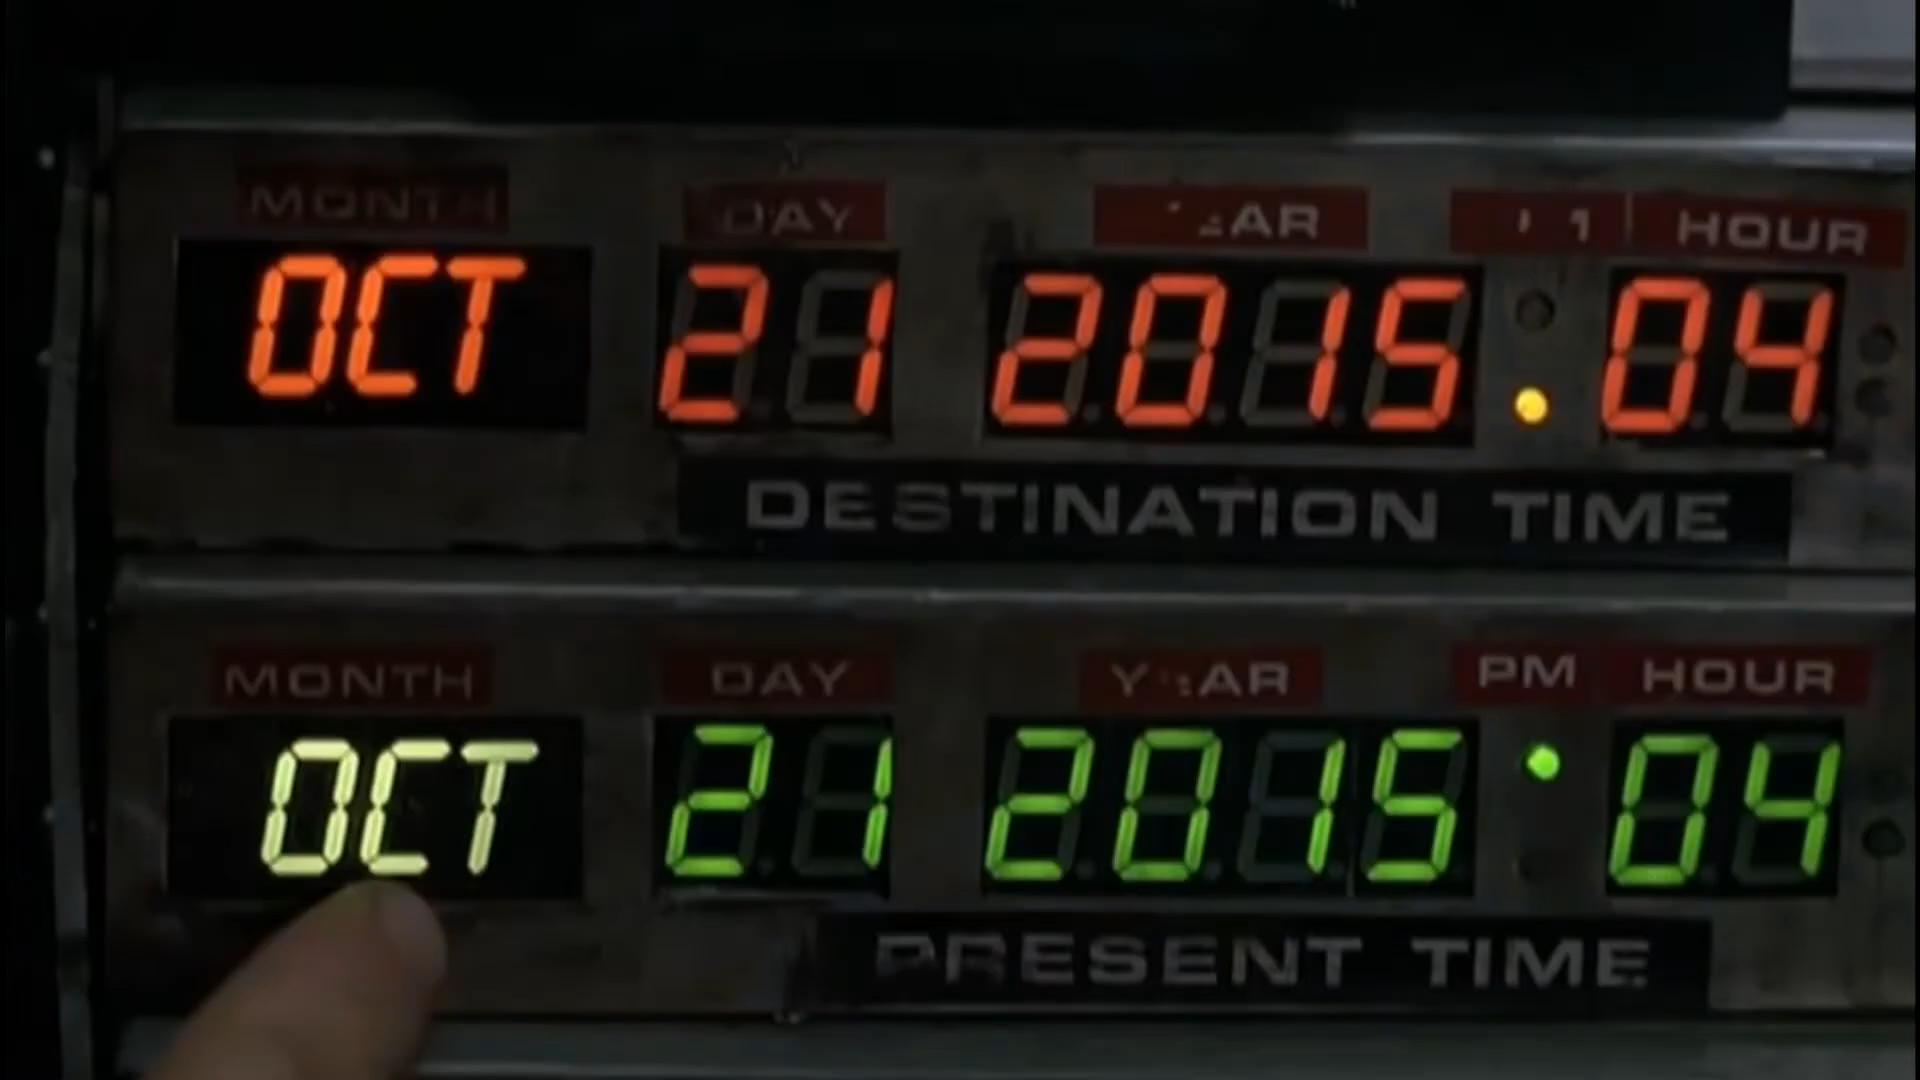 MONTH DAY HOUR
OCT 21 2015 04
DESTINATION TIME
MONTH DAY PM HOUR
OCT 21 2015 04
PRESENT TIME